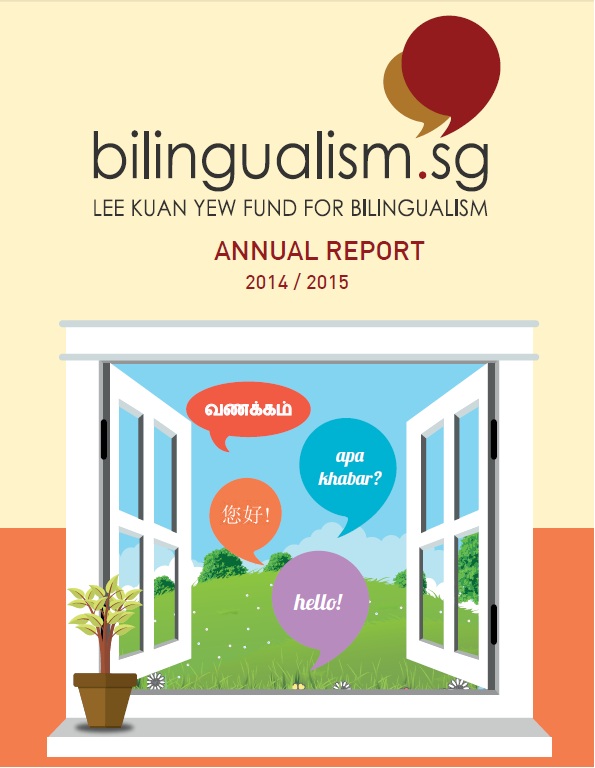 bilingualism.sg
LEE KUAN YEW FUND FOR BILINGUALISM
ANNUAL REPORT
2014 / 2015
வணக்கம்
apa
khabar?
您好!
hello!